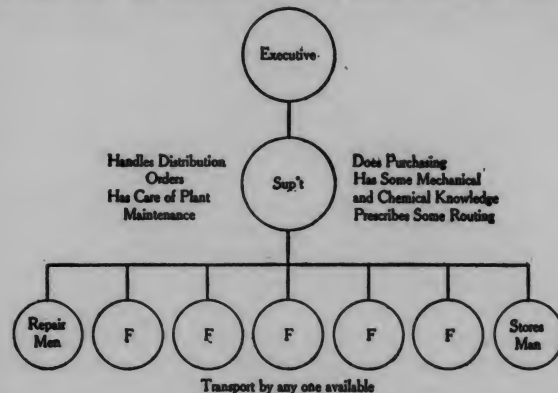 Executive
Handles Distribution
Orders
Has Care of Plant
Maintenance
Sup't
Does Purchasing
Has Some Mechanical
and Chemical Knowledge
Prescribes Some Routing
Repair
Men
F
F
F
F
F
Stores
Man
Transport by any one available